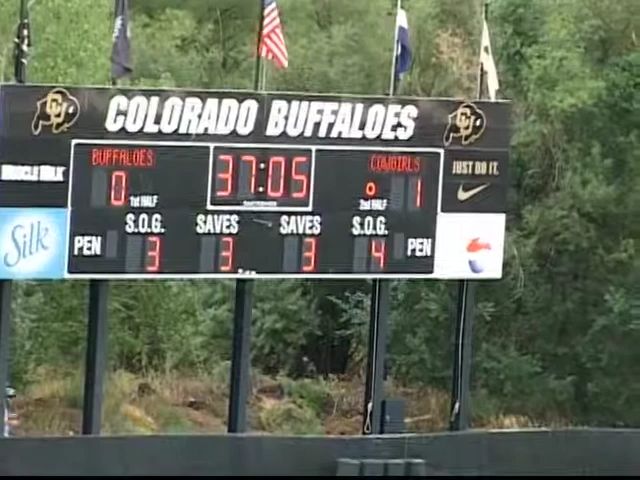 COLORADO BUFFALOES
BUFFALOES 37:05 COWGIRLS
0 1
1st HALF 2nd HALF
S.O.G. SAVES SAVES S.O.G.
PEN 3 3 3 4 PEN
MUSCLE MILK
Silk
JUST DO IT.